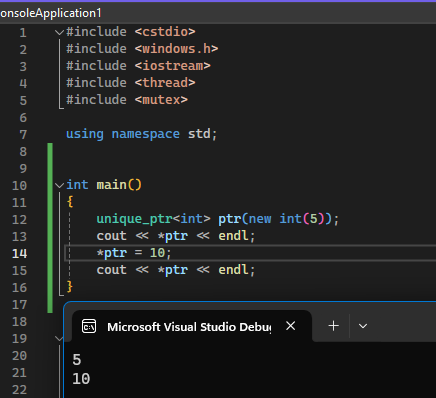 onsoleApplication1
1 #include <cstdio>
2 #include <windows.h>
3 #include <iostream>
4 #include <thread>
5 #include <mutex>
6
7 using namespace std;
8
9
10 int main()
11 {
12 unique_ptr<int> ptr(new int(5));
13 cout << *ptr << endl;
14 *ptr = 10;
15 cout << *ptr << endl;
16 }
17
18
19
20
21
22
Microsoft Visual Studio Debu
5
10